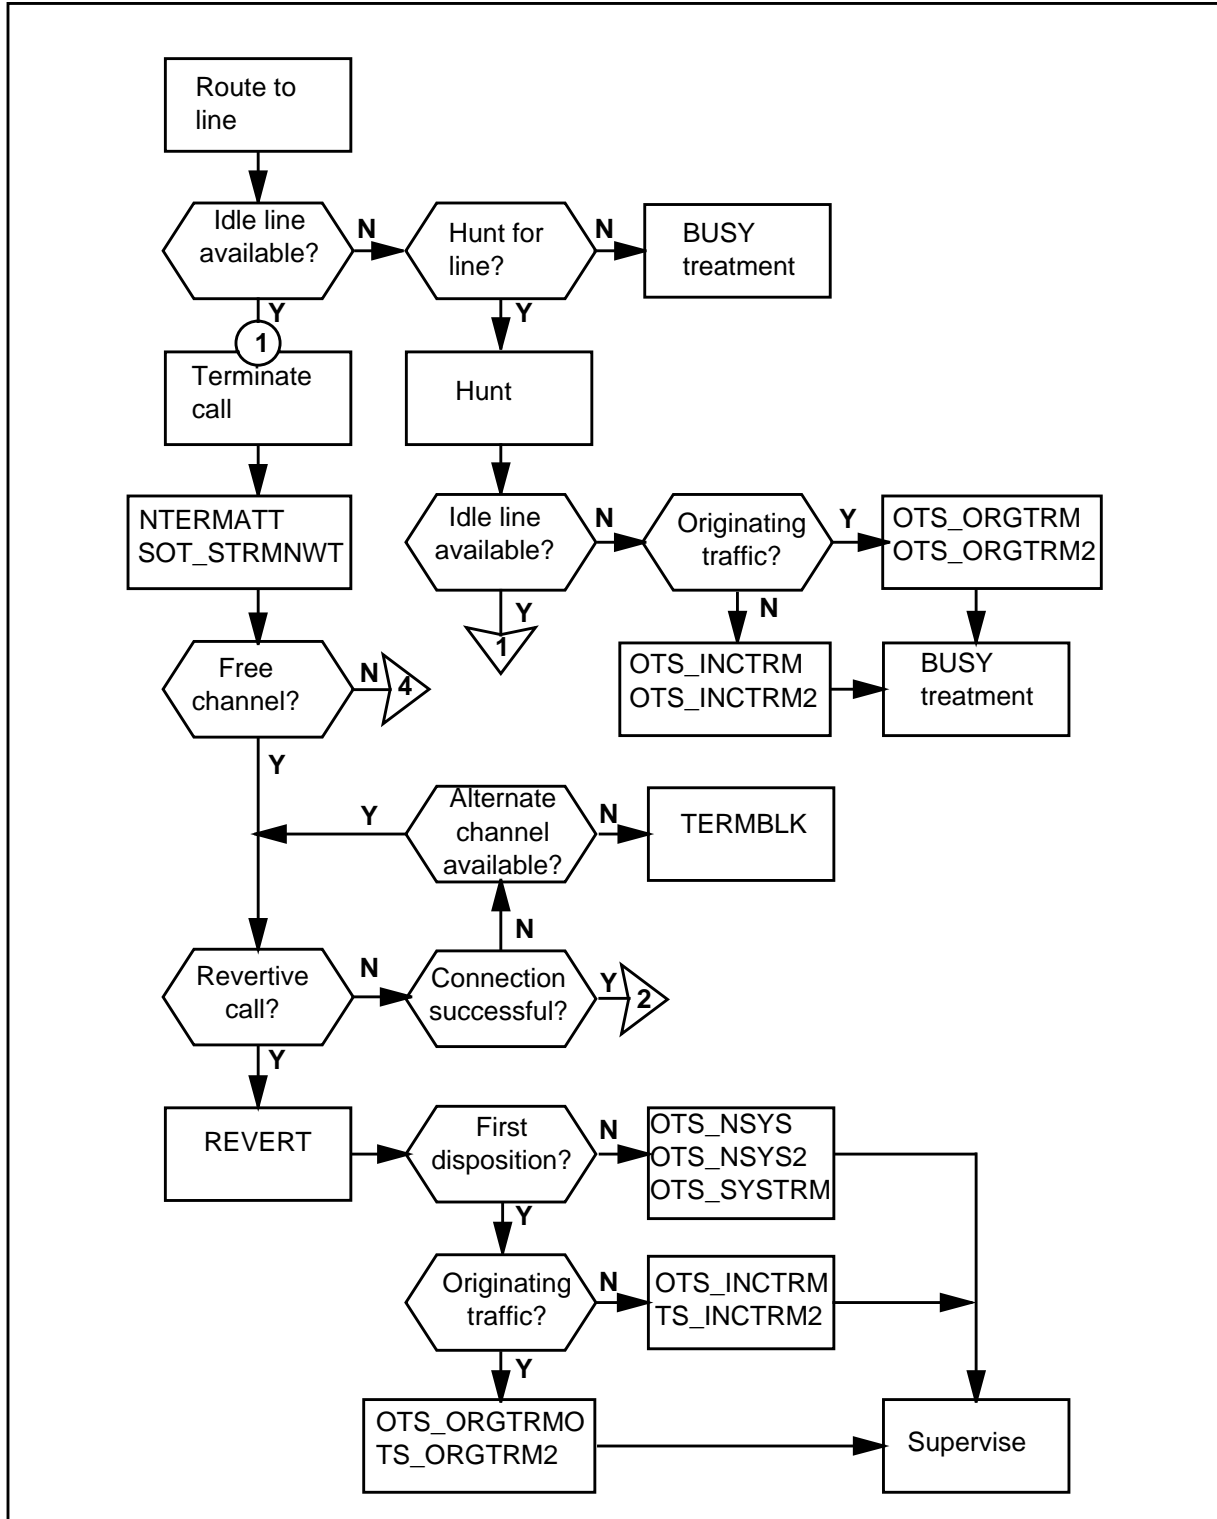 Route to
line
Idle line
available?
N
Hunt for
line?
N
BUSY
treatment
Y
Y
1
Terminate
call
Hunt
NTERMATT
SOT_STRMNWT
Idle line
available?
N
Originating
traffic?
Y
OTS_ORGTRM
OTS_ORGTRM2
Y
1
N
Free
channel?
N
4
OTS_INCTRM
OTS_INCTRM2
BUSY
treatment
Y
Y
Alternate
channel
available?
N
TERMBLK
N
Revertive
call?
N
Connection
successful?
Y
2
Y
REVERT
First
disposition?
N
OTS_NSYS
OTS_NSYS2
OTS_SYSTRM
Y
Originating
traffic?
N
OTS_INCTRM
TS_INCTRM2
Y
OTS_ORGTRMO
TS_ORGTRM2
Supervise